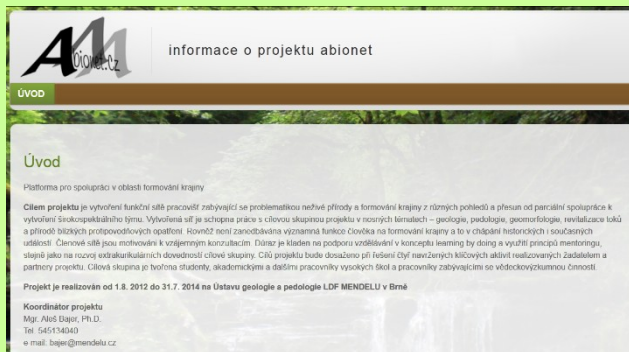 Abionet.cz
informace o projektu abionet
ÚVOD
Úvod
Platforma pro spolupráci v oblasti formování krajiny
Cílem projektu je vytvoření funkční sítě pracovišť zabývající se problematikou neživé přírody a formování krajiny z různých pohledů a přesun od parciální spolupráce k
vytvoření širokospektrálního týmu. Vytvořená síť je schopna práce s cílovou skupinou projektu v nosných tématech – geologie, pedologie, geomorfologie, revitalizace toků
a přírodě blízkých protipovodňových opatření. Rovněž není zanedbávána významná funkce člověka na formování krajiny a to v chápání historických i současných
událostí. Členové sítě jsou motivováni k vzájemným konzultacím. Důraz je kladen na podporu vzdělávání v konceptu learning by doing a využití principů mentoringu,
stejně jako na rozvoj extrakurikulárních dovedností cílové skupiny. Cílů projektu bude dosaženo při řešení čtyř navržených klíčových aktivit realizovaných žadatelem a
partnery projektu. Cílová skupina je tvořena studenty, akademickými a dalšími pracovníky vysokých škol a pracovníky zabývajícími se vědeckovýzkumnou činností.
Projekt je realizován od 1.8. 2012 do 31.7. 2014 na Ústavu geologie a pedologie LDF MENDELU v Brně
Koordinátor projektu
Mgr. Aleš Bajer, Ph.D.
Tel. 545134040
e mail: bajer@mendelu.cz